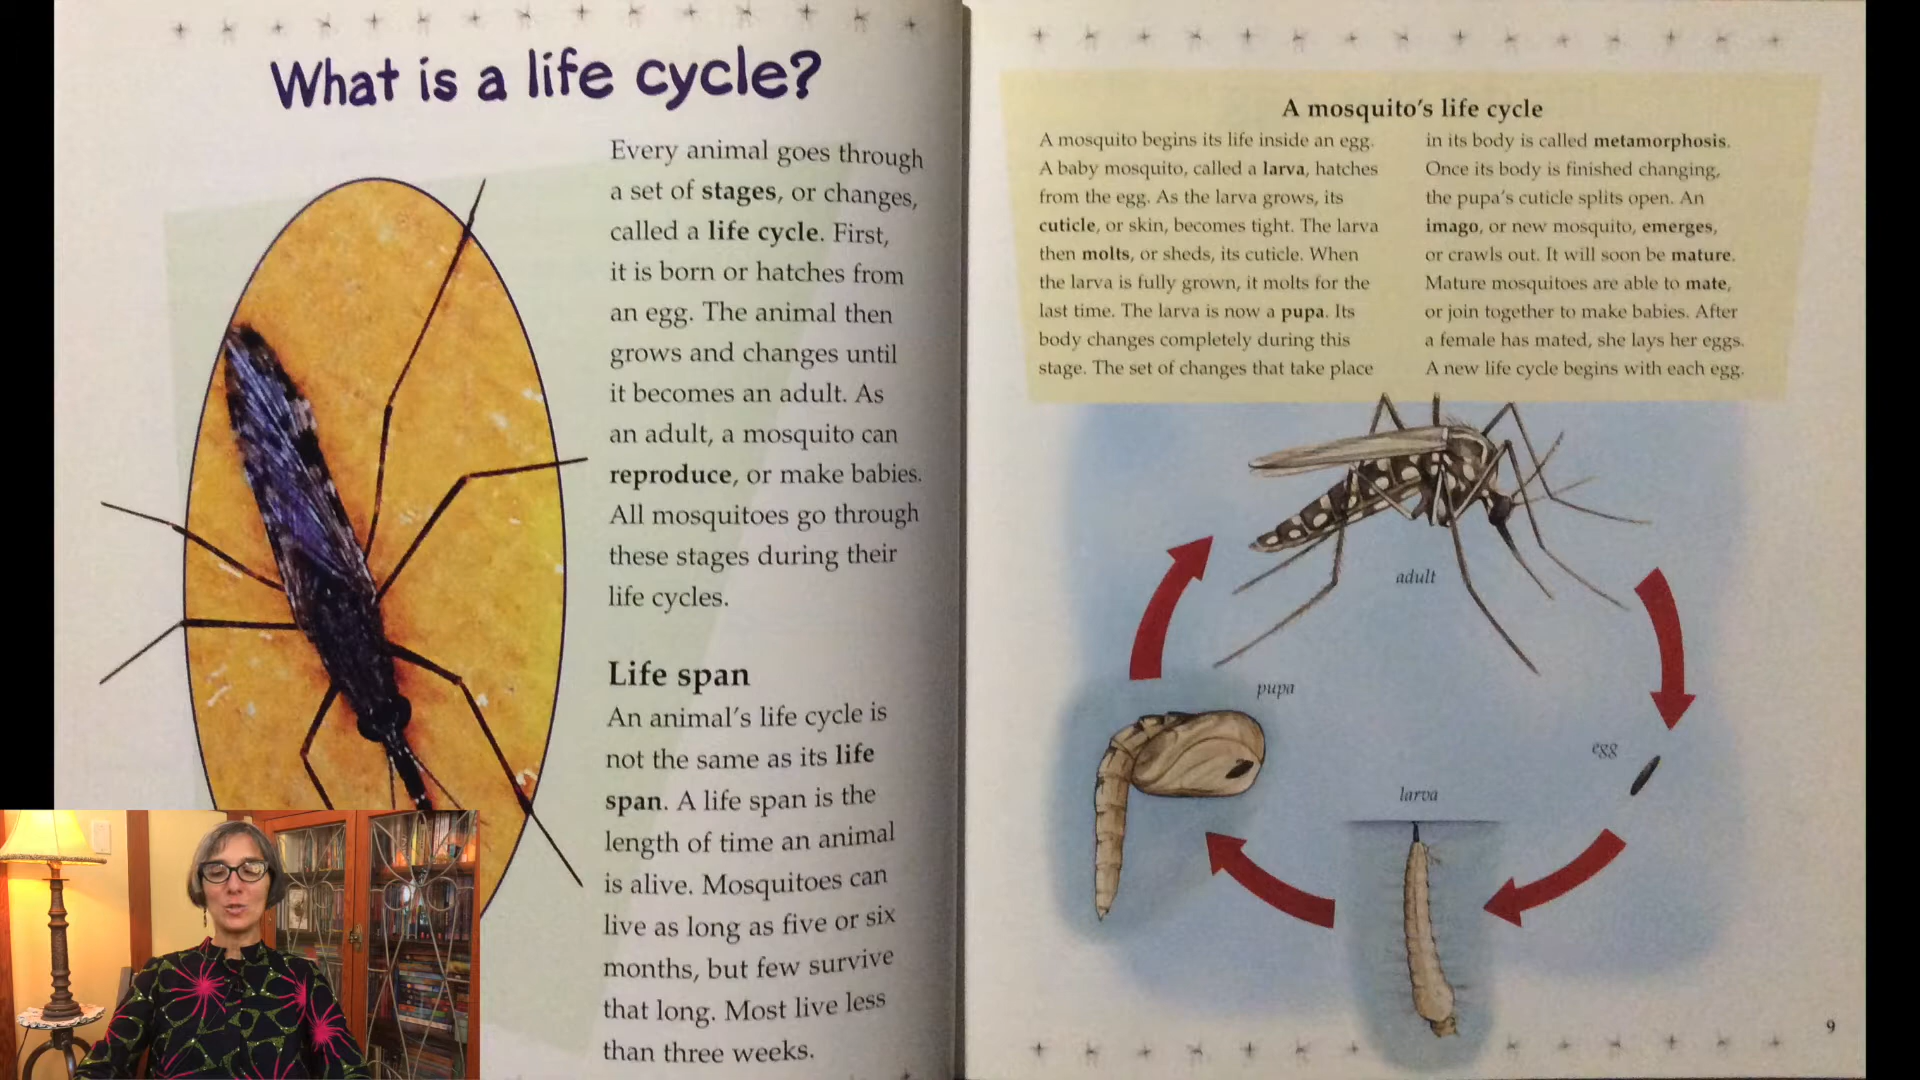 What is a life cycle?
Every animal goes through
a set of stages, or changes,
called a life cycle. First,
it is born or hatches from
an egg. The animal then
grows and changes until
it becomes an adult. As
an adult, a mosquito can
reproduce, or make babies.
All mosquitoes go through
these stages during their
life cycles.
Life span
An animal's life cycle is
not the same as its life
span. A life span is the
length of time an animal
is alive. Mosquitoes can
live as long as five or six
months, but few survive
that long. Most live less
than three weeks.
A mosquito's life cycle
A mosquito begins its life inside an egg.
A baby mosquito, called a larva, hatches
from the egg. As the larva grows, its
cuticle, or skin, becomes tight. The larva
then molts, or sheds, its cuticle. When
the larva is fully grown, it molts for the
last time. The larva is now a pupa. Its
body changes completely during this
stage. The set of changes that take place
in its body is called metamorphosis.
Once its body is finished changing,
the pupa's cuticle splits open. An
imago, or new mosquito, emerges,
or crawls out. It will soon be mature.
Mature mosquitoes are able to mate,
or join together to make babies. After
a female has mated, she lays her eggs.
A new life cycle begins with each egg.
adult
pupa
egg
larva
9